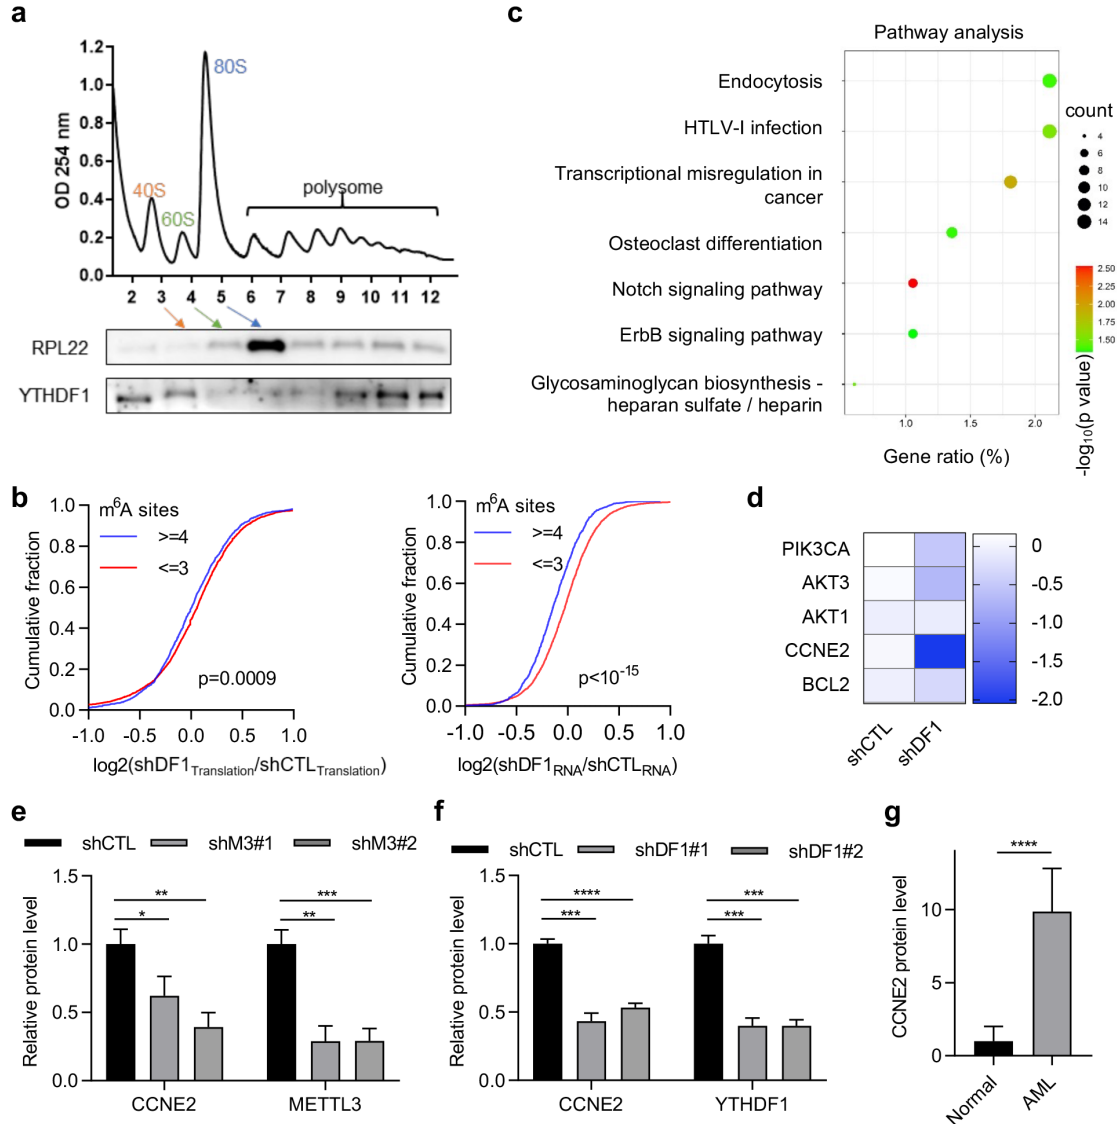 a
1.2
1.0
0.8
0.6
0.4
0.2
0.0
OD 254 nm
40S
60S
80S
polysome
2 3 4 5 6 7 8 9 10 11 12
RPL22
YTHDF1
c
Pathway analysis
Endocytosis
HTLV-I infection
Transcriptional misregulation in
cancer
Osteoclast differentiation
Notch signaling pathway
ErbB signaling pathway
Glycosaminoglycan biosynthesis -
heparan sulfate / heparin
1.0 1.5 2.0
Gene ratio (%)
count
4
6
8
10
12
14
2.50
2.25
2.00
1.75
1.50
-log₁₀(p value)
b
1.0
0.8
0.6
0.4
0.2
0.0
Cumulative fraction
m⁶A sites
>=4
<=3
p=0.0009
-1.0 -0.5 0.0 0.5 1.0
log2(shDF1Translation/shCTLTranslation)
1.0
0.8
0.6
0.4
0.2
0.0
Cumulative fraction
m⁶A sites
>=4
<=3
p<10⁻¹⁵
-1.0 -0.5 0.0 0.5 1.0
log2(shDF1RNA/shCTLRNA)
d
PIK3CA
AKT3
AKT1
CCNE2
BCL2
shCTL shDF1
0
-0.5
-1.0
-1.5
-2.0
e
shCTL shM3#1 shM3#2
1.5
1.0
0.5
0.0
Relative protein level
**
*
***
**
CCNE2 METTL3
f
shCTL shDF1#1 shDF1#2
1.5
1.0
0.5
0.0
Relative protein level
****
***
***
***
CCNE2 YTHDF1
g
10
5
0
CCNE2 protein level
****
Normal AML